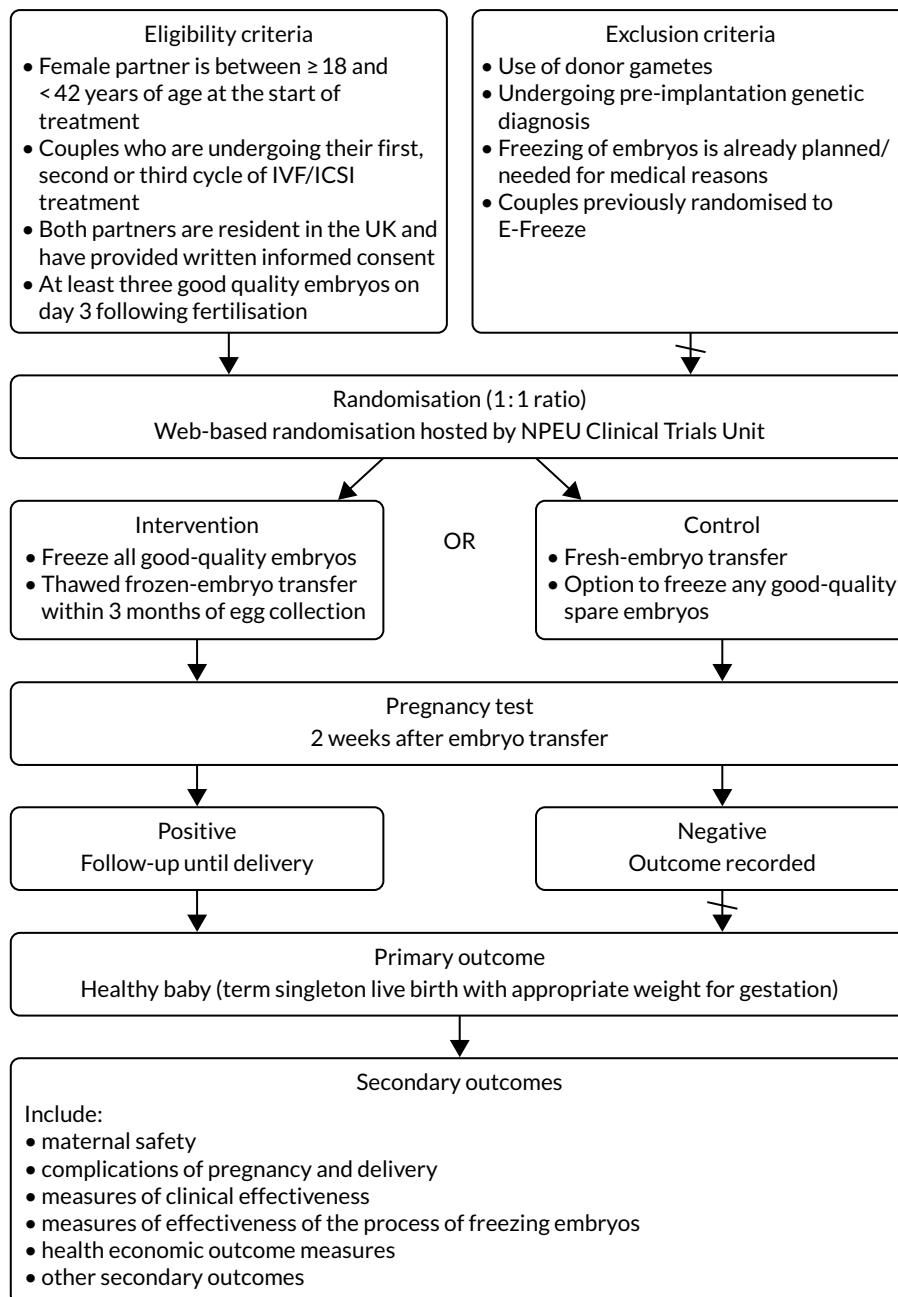 Eligibility criteria
• Female partner is between ≥ 18 and
< 42 years of age at the start of
treatment
• Couples who are undergoing their first,
second or third cycle of IVF/ICSI
treatment
• Both partners are resident in the UK and
have provided written informed consent
• At least three good quality embryos on
day 3 following fertilisation
Exclusion criteria
• Use of donor gametes
• Undergoing pre-implantation genetic
diagnosis
• Freezing of embryos is already planned/
needed for medical reasons
• Couples previously randomised to
E-Freeze
Randomisation (1 : 1 ratio)
Web-based randomisation hosted by NPEU Clinical Trials Unit
Intervention
• Freeze all good-quality embryos
• Thawed frozen-embryo transfer
within 3 months of egg collection
OR
Control
• Fresh-embryo transfer
• Option to freeze any good-quality
spare embryos
Pregnancy test
2 weeks after embryo transfer
Positive
Follow-up until delivery
Negative
Outcome recorded
Primary outcome
Healthy baby (term singleton live birth with appropriate weight for gestation)
Secondary outcomes
Include:
• maternal safety
• complications of pregnancy and delivery
• measures of clinical effectiveness
• measures of effectiveness of the process of freezing embryos
• health economic outcome measures
• other secondary outcomes